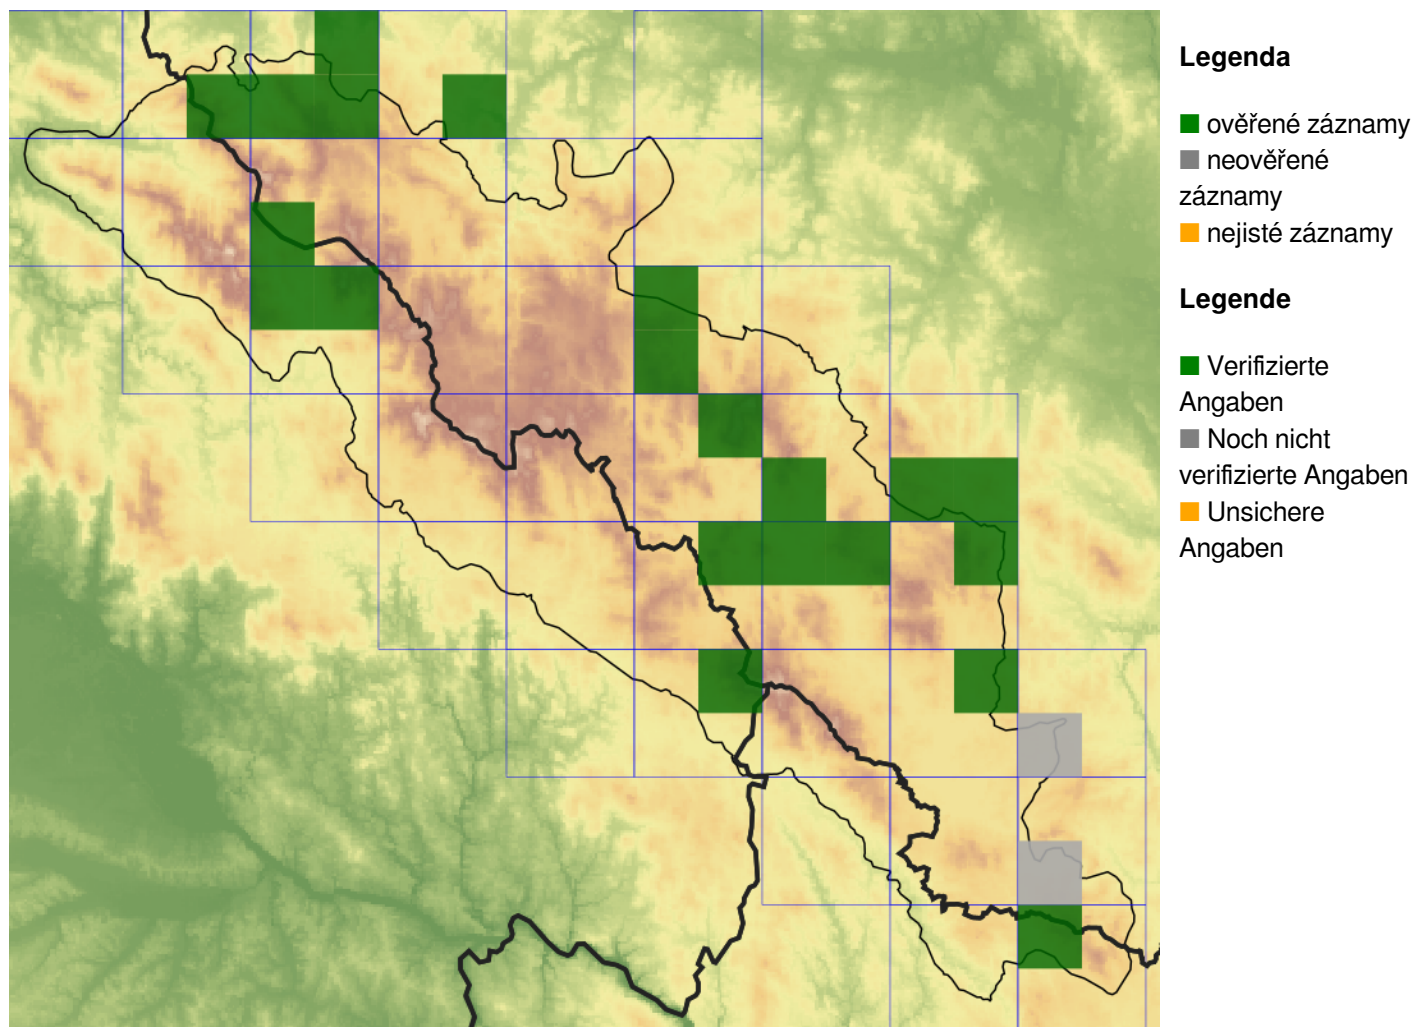 Legenda
ověřené záznamy
neověřené
záznamy
nejisté záznamy
Legende
Verifizierte
Angaben
Noch nicht
verifizierte Angaben
Unsichere
Angaben